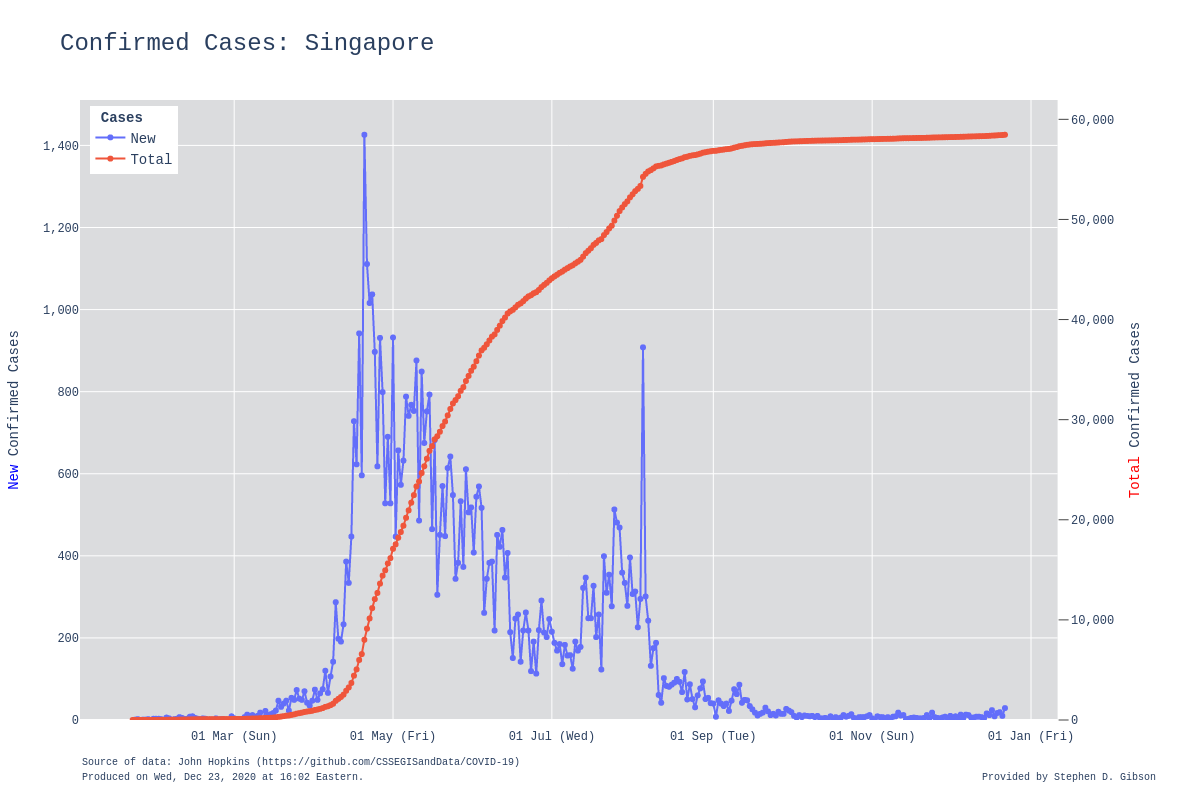 Confirmed Cases: Singapore
Cases
New
Total
1,400
1,200
1,000
800
600
400
200
0
New Confirmed Cases
60,000
50,000
40,000
30,000
20,000
10,000
0
Total Confirmed Cases
01 Mar (Sun)
01 May (Fri)
01 Jul (Wed)
01 Sep (Tue)
01 Nov (Sun)
01 Jan (Fri)
Source of data: John Hopkins (https://github.com/CSSEGISandData/COVID-19)
Produced on Wed, Dec 23, 2020 at 16:02 Eastern.
Provided by Stephen D. Gibson